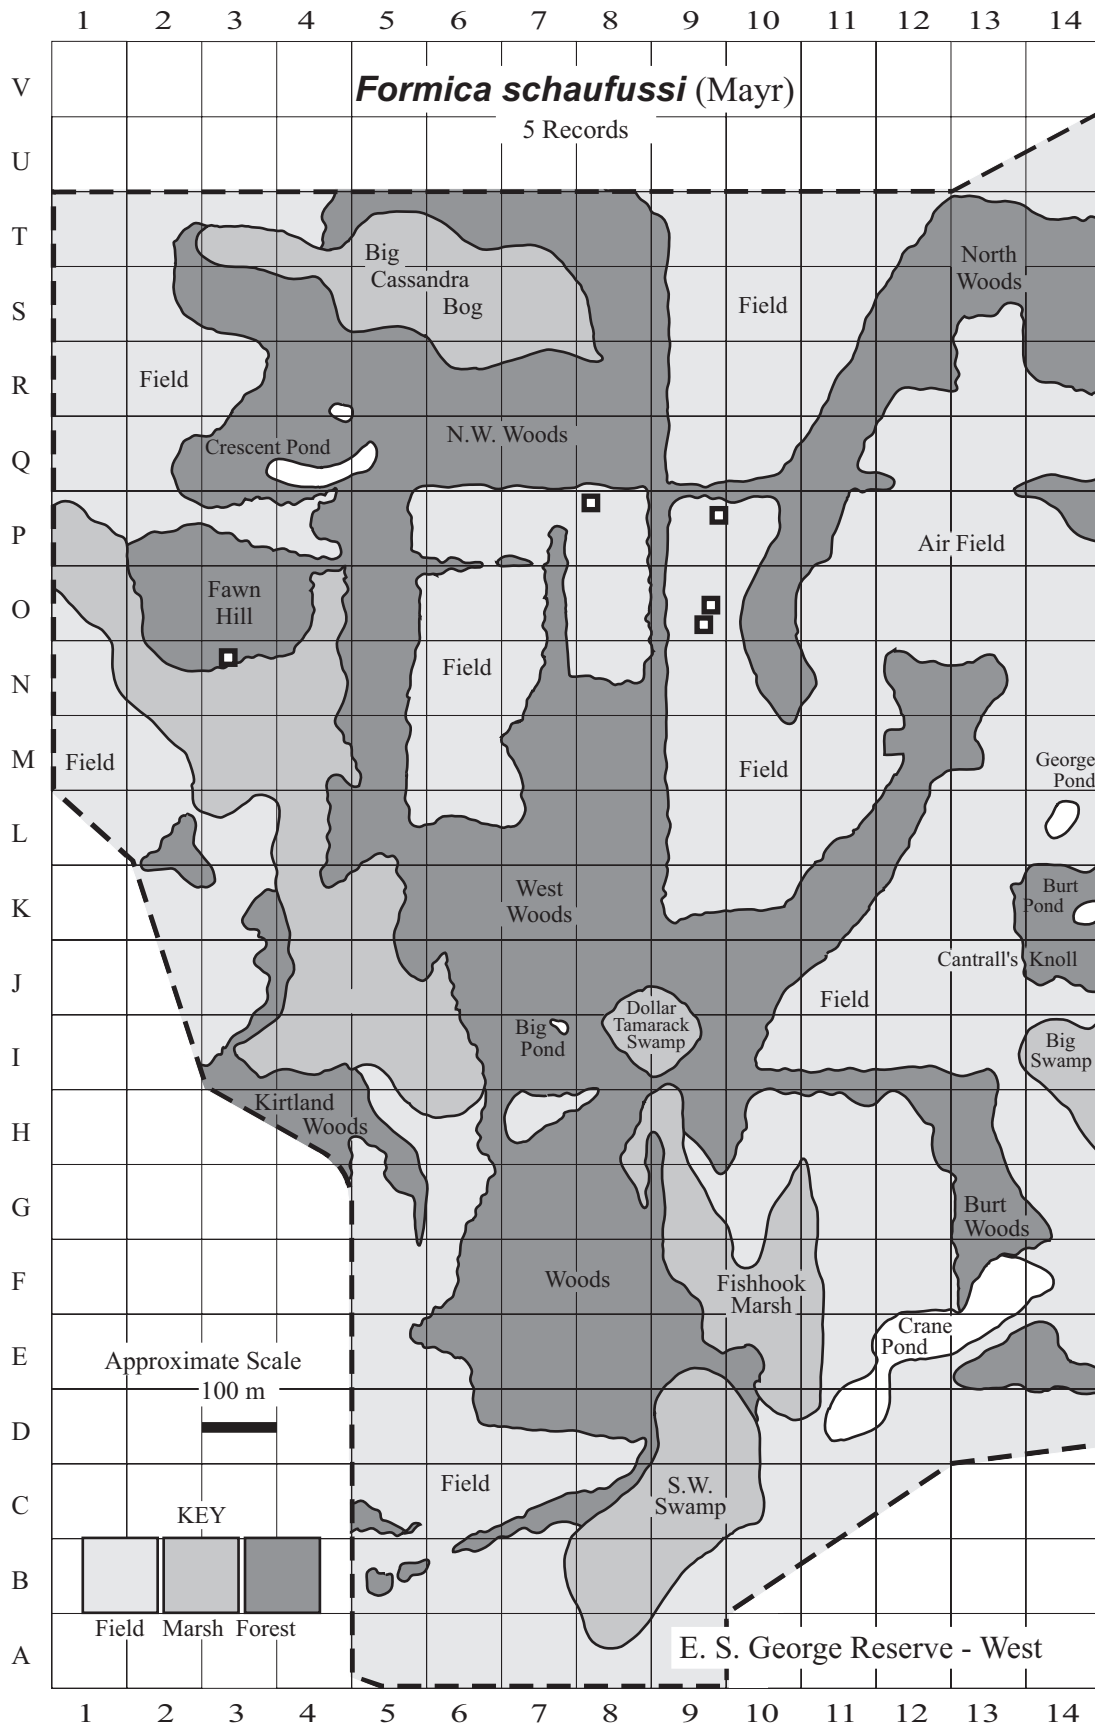 1 2 3 4 5 6 7 8 9 10 11 12 13 14
V
Formica schaufussi (Mayr)
5 Records
U
T
Big
Cassandra
Bog
North
Woods
S
Field
R
Field
N.W. Woods
Q
Crescent Pond
P
Air Field
O
Fawn
Hill
N
Field
M
Field
Field
George
Pond
L
K
West
Woods
Burt
Pond
J
Cantrall's Knoll
Field
Dollar
Tamarack
Swamp
I
Big
Pond
Big
Swamp
H
Kirtland
Woods
G
Burt
Woods
F
Woods
Fishhook
Marsh
E
Crane
Pond
Approximate Scale
100 m
D
C
Field
S.W.
Swamp
KEY
B
Field Marsh Forest
A
E. S. George Reserve - West
1 2 3 4 5 6 7 8 9 10 11 12 13 14